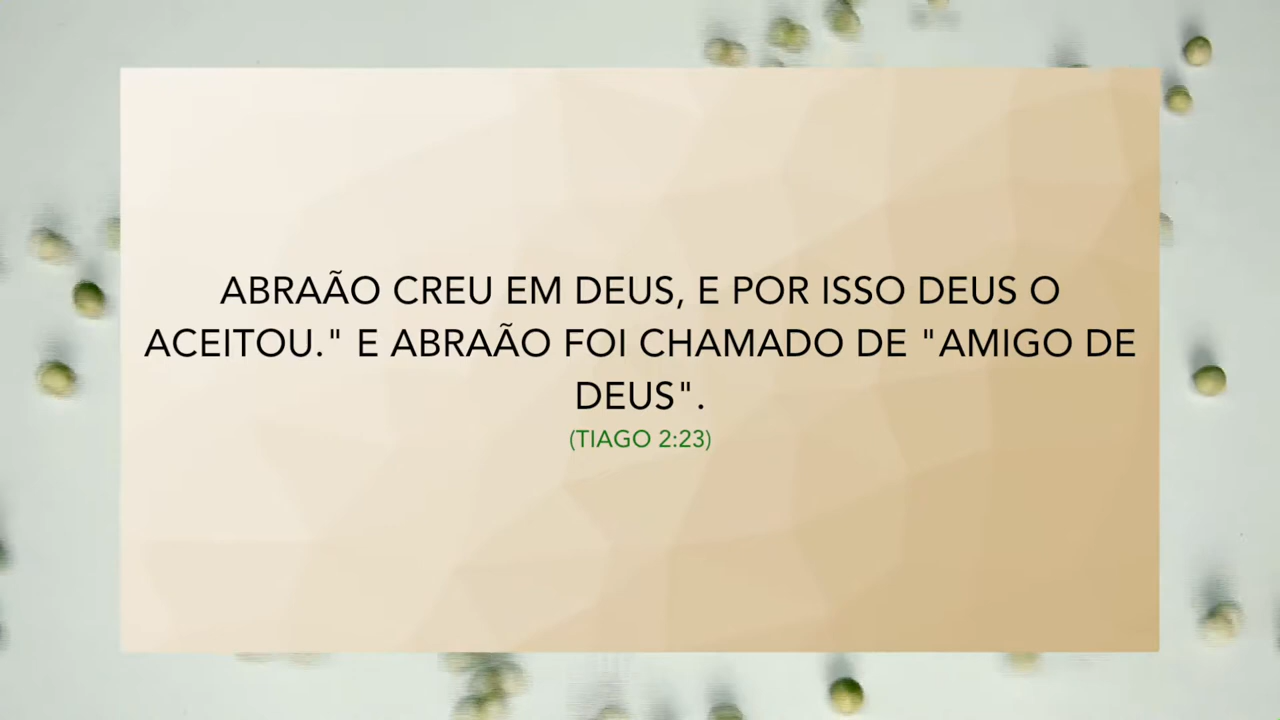 ABRAÃO CREU EM DEUS, E POR ISSO DEUS O
ACEITOU." E ABRAÃO FOI CHAMADO DE "AMIGO DE
DEUS".
(TIAGO 2:23)